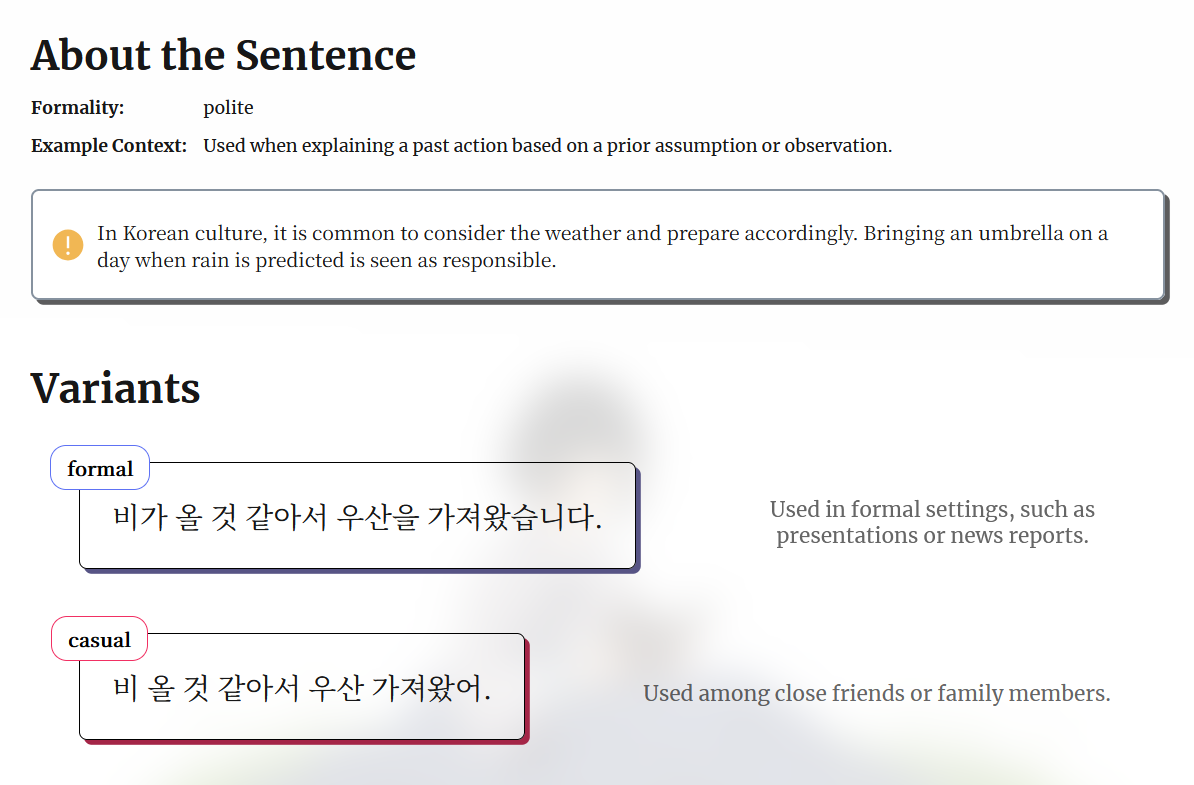 About the Sentence
Formality: polite
Example Context: Used when explaining a past action based on a prior assumption or observation.
In Korean culture, it is common to consider the weather and prepare accordingly. Bringing an umbrella on a
day when rain is predicted is seen as responsible.
Variants
formal
비가 올 것 같아서 우산을 가져왔습니다.
Used in formal settings, such as
presentations or news reports.
casual
비 올 것 같아서 우산 가져왔어.
Used among close friends or family members.